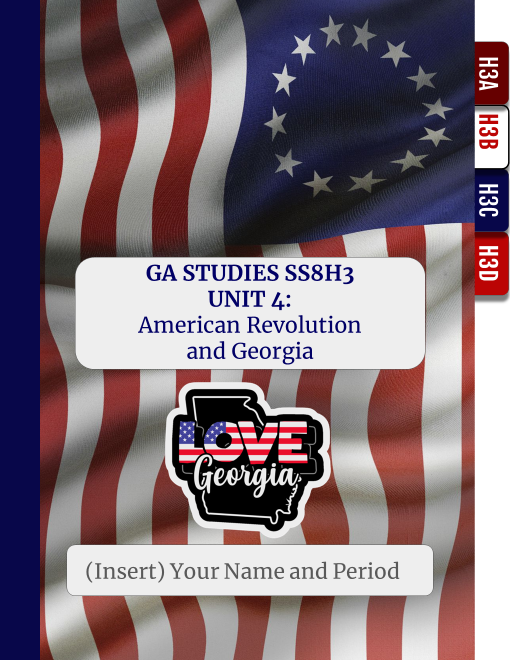 H3A
H3B
H3C
H3D
GA STUDIES SS8H3
UNIT 4:
American Revolution
and Georgia
LOVE
Georgia
(Insert) Your Name and Period